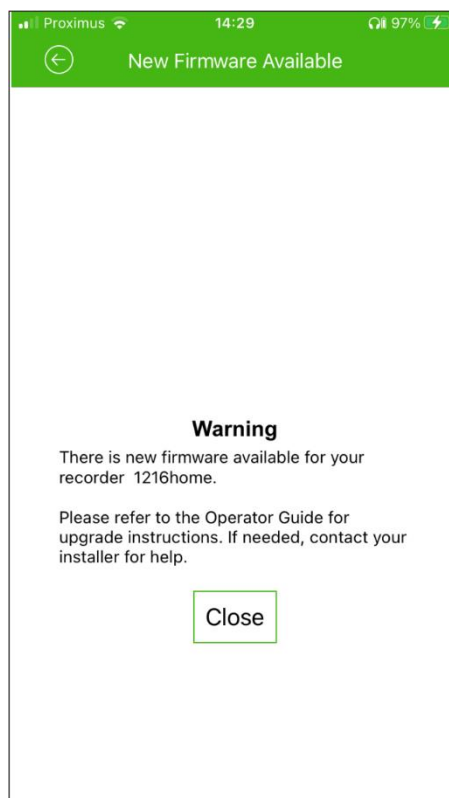 Proximus 14:29 97%
New Firmware Available
Warning
There is new firmware available for your
recorder 1216home.
Please refer to the Operator Guide for
upgrade instructions. If needed, contact your
installer for help.
Close